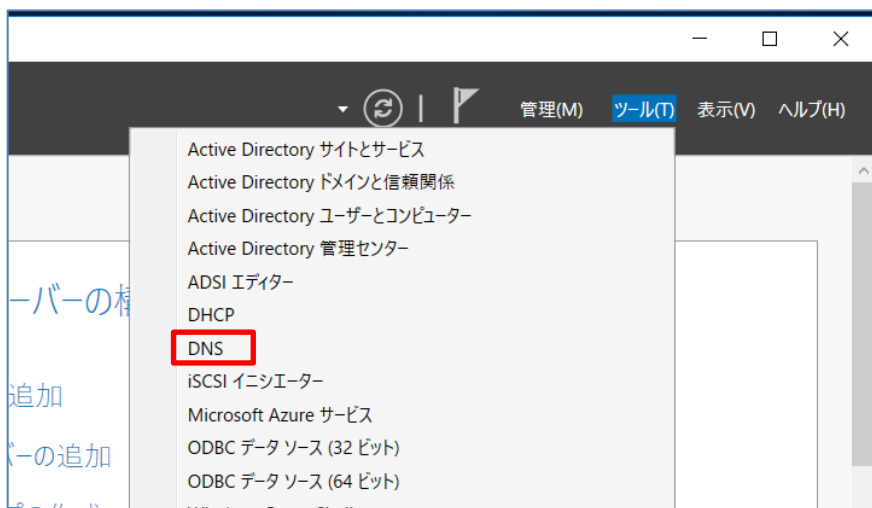 管理(M) ツール(T) 表示(V) ヘルプ(H)
Active Directory サイトとサービス
Active Directory ドメインと信頼関係
Active Directory ユーザーとコンピューター
Active Directory 管理センター
ADSI エディター
DHCP
DNS
iSCSI イニシエーター
Microsoft Azure サービス
ODBC データ ソース (32 ビット)
ODBC データ ソース (64 ビット)
ーバーの構
追加
バーの追加